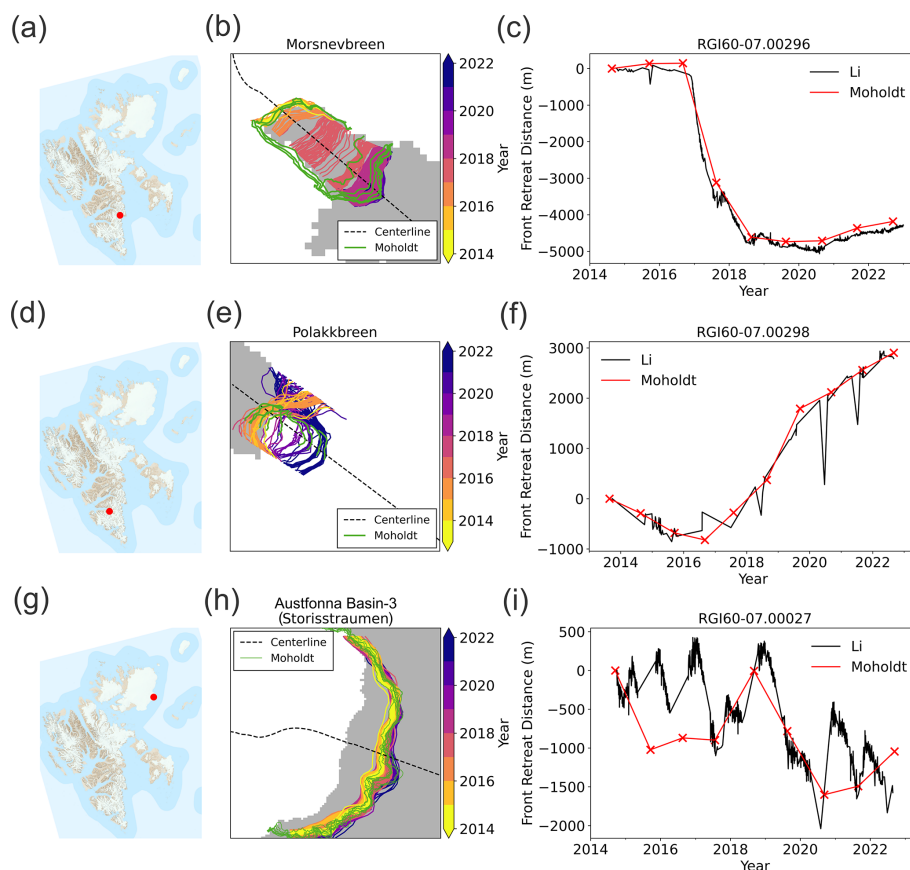 (a)
(b)
Morsnevbreen
2022
2020
2018
2016
2014
Year
Centerline
Moholdt
(c)
RGI60-07.00296
Front Retreat Distance (m)
0
−1000
−2000
−3000
−4000
−5000
Li
Moholdt
2014
2016
2018
2020
2022
Year
(d)
(e)
Polakkbreen
2022
2020
2018
2016
2014
Year
Centerline
Moholdt
(f)
RGI60-07.00298
Front Retreat Distance (m)
3000
2000
1000
0
−1000
Li
Moholdt
2014
2016
2018
2020
2022
Year
(g)
(h)
Austfonna Basin-3
(Storisstraumen)
Centerline
Moholdt
2022
2020
2018
2016
2014
Year
(i)
RGI60-07.00027
Front Retreat Distance (m)
500
0
−500
−1000
−1500
−2000
Li
Moholdt
2014
2016
2018
2020
2022
Year